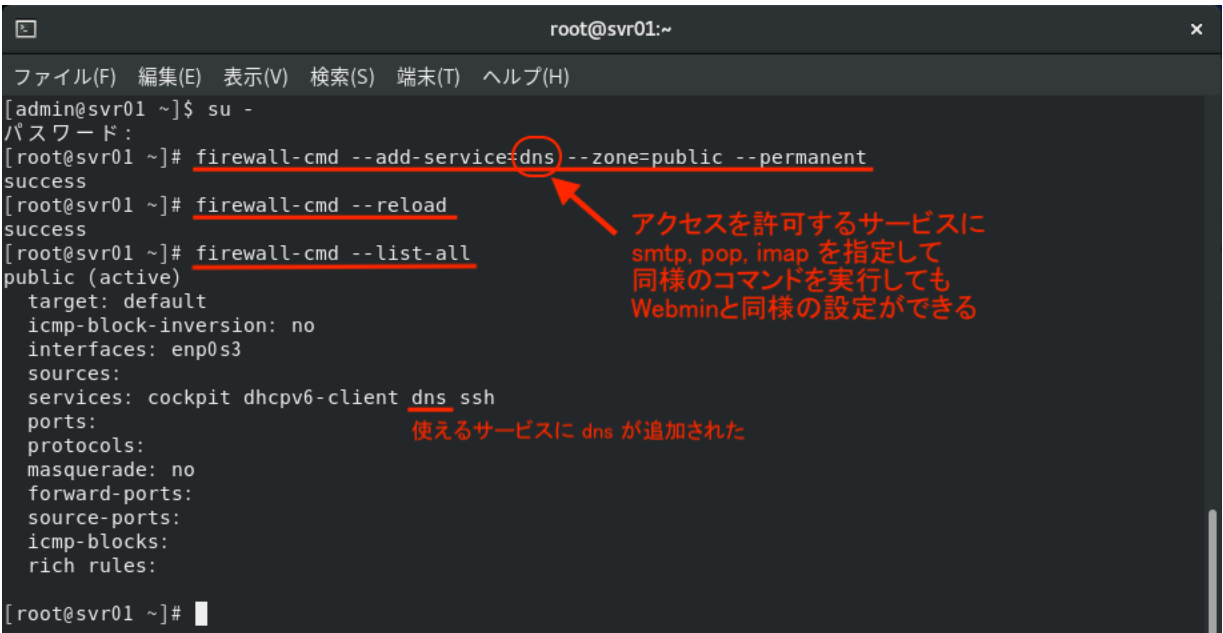 root@svr01:~
ファイル(F) 編集(E) 表示(V) 検索(S) 端末(T) ヘルプ(H)
[admin@svr01 ~]$ su -
パスワード:
[root@svr01 ~]# firewall-cmd --add-service=dns --zone=public --permanent
success
[root@svr01 ~]# firewall-cmd --reload
success
[root@svr01 ~]# firewall-cmd --list-all
アクセスを許可するサービスに
smtp, pop, imap を指定して
同様のコマンドを実行しても
Webminと同様の設定ができる
public (active)
target: default
icmp-block-inversion: no
interfaces: enp0s3
sources:
services: cockpit dhcpv6-client dns ssh
使えるサービスに dns が追加された
ports:
protocols:
masquerade: no
forward-ports:
source-ports:
icmp-blocks:
rich rules:
[root@svr01 ~]#